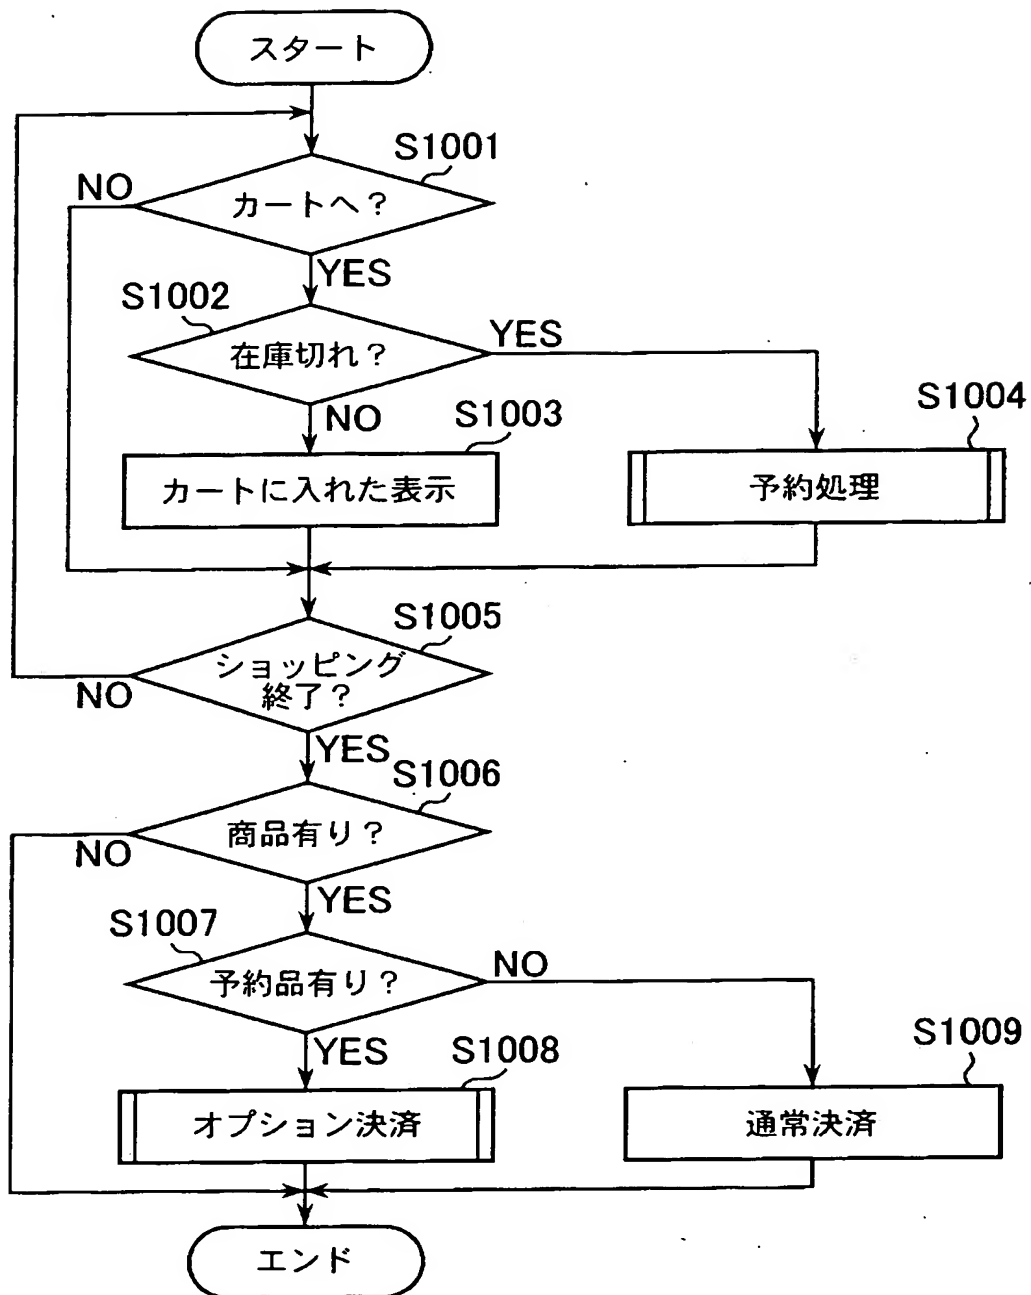 スタート
S1001
NO
カートへ？
YES
S1002
YES
在庫切れ？
NO
S1003
S1004
カートに入れた表示
予約処理
S1005
ショッピング
終了？
NO
YES
S1006
商品有り？
NO
YES
S1007
NO
予約品有り？
YES
S1008
S1009
オプション決済
通常決済
エンド